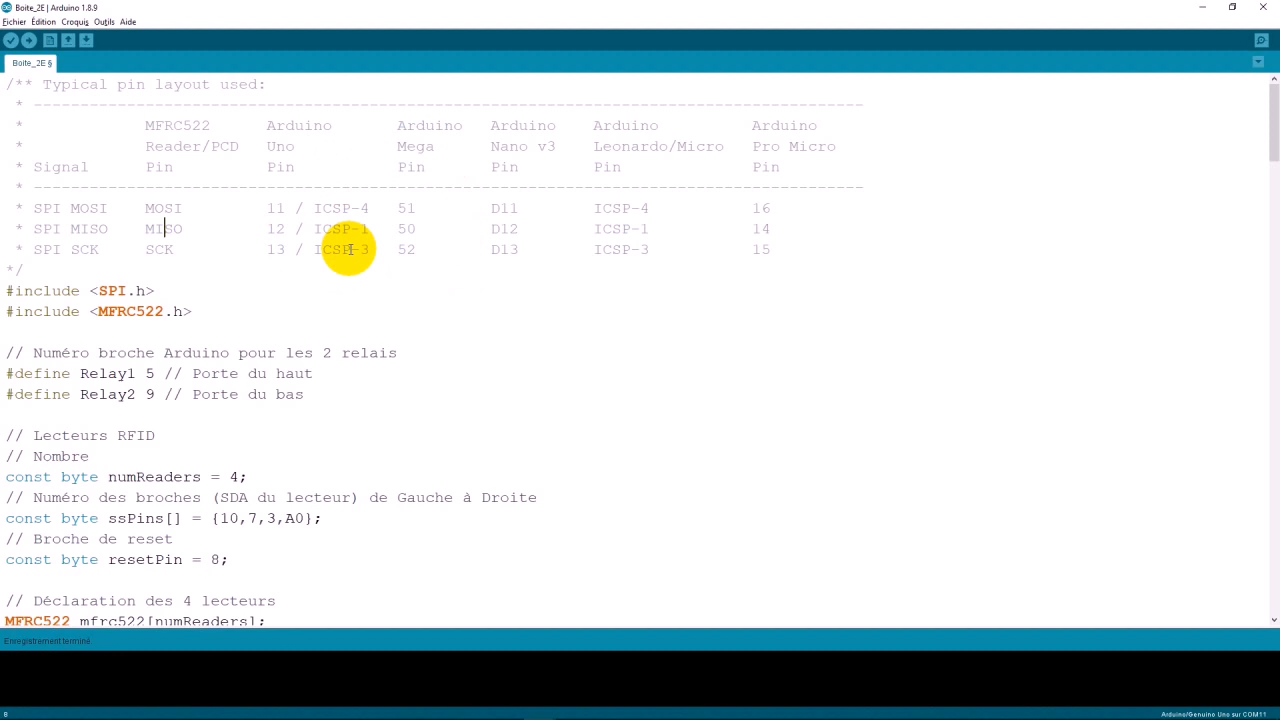 Boite_2E | Arduino 1.8.9
Fichier Édition Croquis Outils Aide
Boite_2E §
/** Typical pin layout used:
* -----------------------------------------------------------------------------------------
* MFRC522 Arduino Arduino Arduino Arduino Arduino
* Reader/PCD Uno Mega Nano v3 Leonardo/Micro Pro Micro
* Signal Pin Pin Pin Pin Pin Pin
* -----------------------------------------------------------------------------------------
* SPI MOSI MOSI 11 / ICSP-4 51 D11 ICSP-4 16
* SPI MISO MISO 12 / ICSP-1 50 D12 ICSP-1 14
* SPI SCK SCK 13 / ICSP-3 52 D13 ICSP-3 15
*/
#include <SPI.h>
#include <MFRC522.h>
// Numéro broche Arduino pour les 2 relais
#define Relay1 5 // Porte du haut
#define Relay2 9 // Porte du bas
// Lecteurs RFID
// Nombre
const byte numReaders = 4;
// Numéro des broches (SDA du lecteur) de Gauche à Droite
const byte ssPins[] = {10,7,3,A0};
// Broche de reset
const byte resetPin = 8;
// Déclaration des 4 lecteurs
MFRC522 mfrc522[numReaders];
Enregistrement terminé.
8
Arduino/Genuino Uno sur COM11